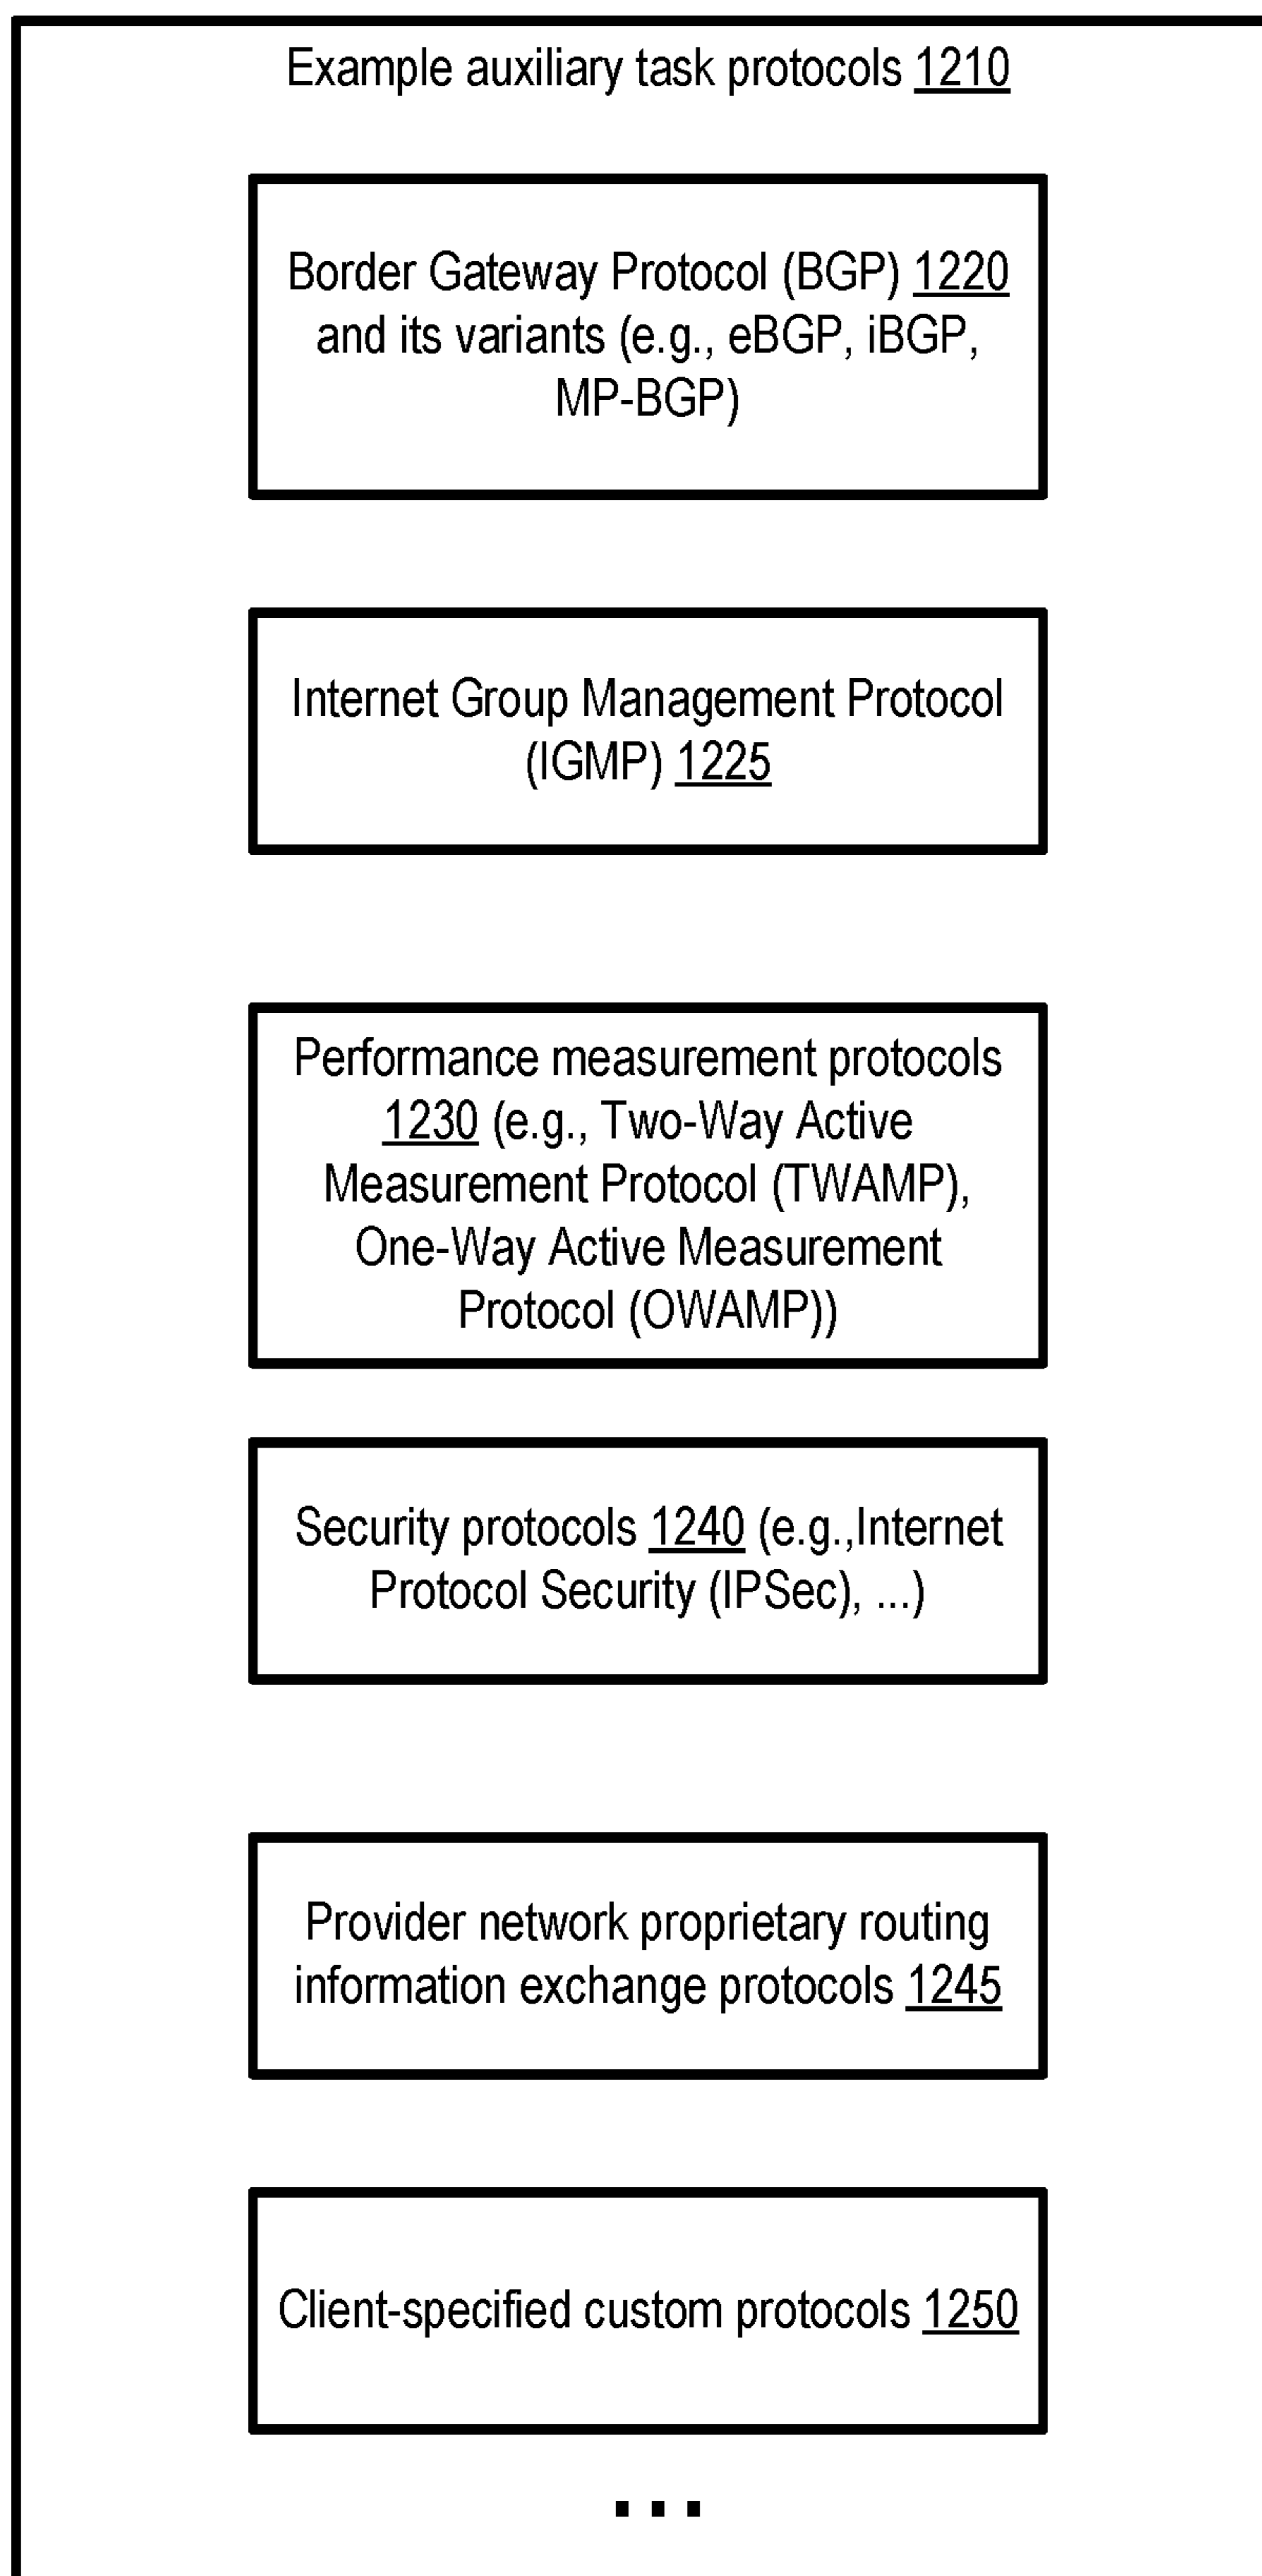 Example auxiliary task protocols 1210
Border Gateway Protocol (BGP) 1220
and its variants (e.g., eBGP, iBGP,
MP-BGP)
Internet Group Management Protocol
(IGMP) 1225
Performance measurement protocols
1230 (e.g., Two-Way Active
Measurement Protocol (TWAMP),
One-Way Active Measurement
Protocol (OWAMP))
Security protocols 1240 (e.g.,Internet
Protocol Security (IPSec), ...)
Provider network proprietary routing
information exchange protocols 1245
Client-specified custom protocols 1250
...